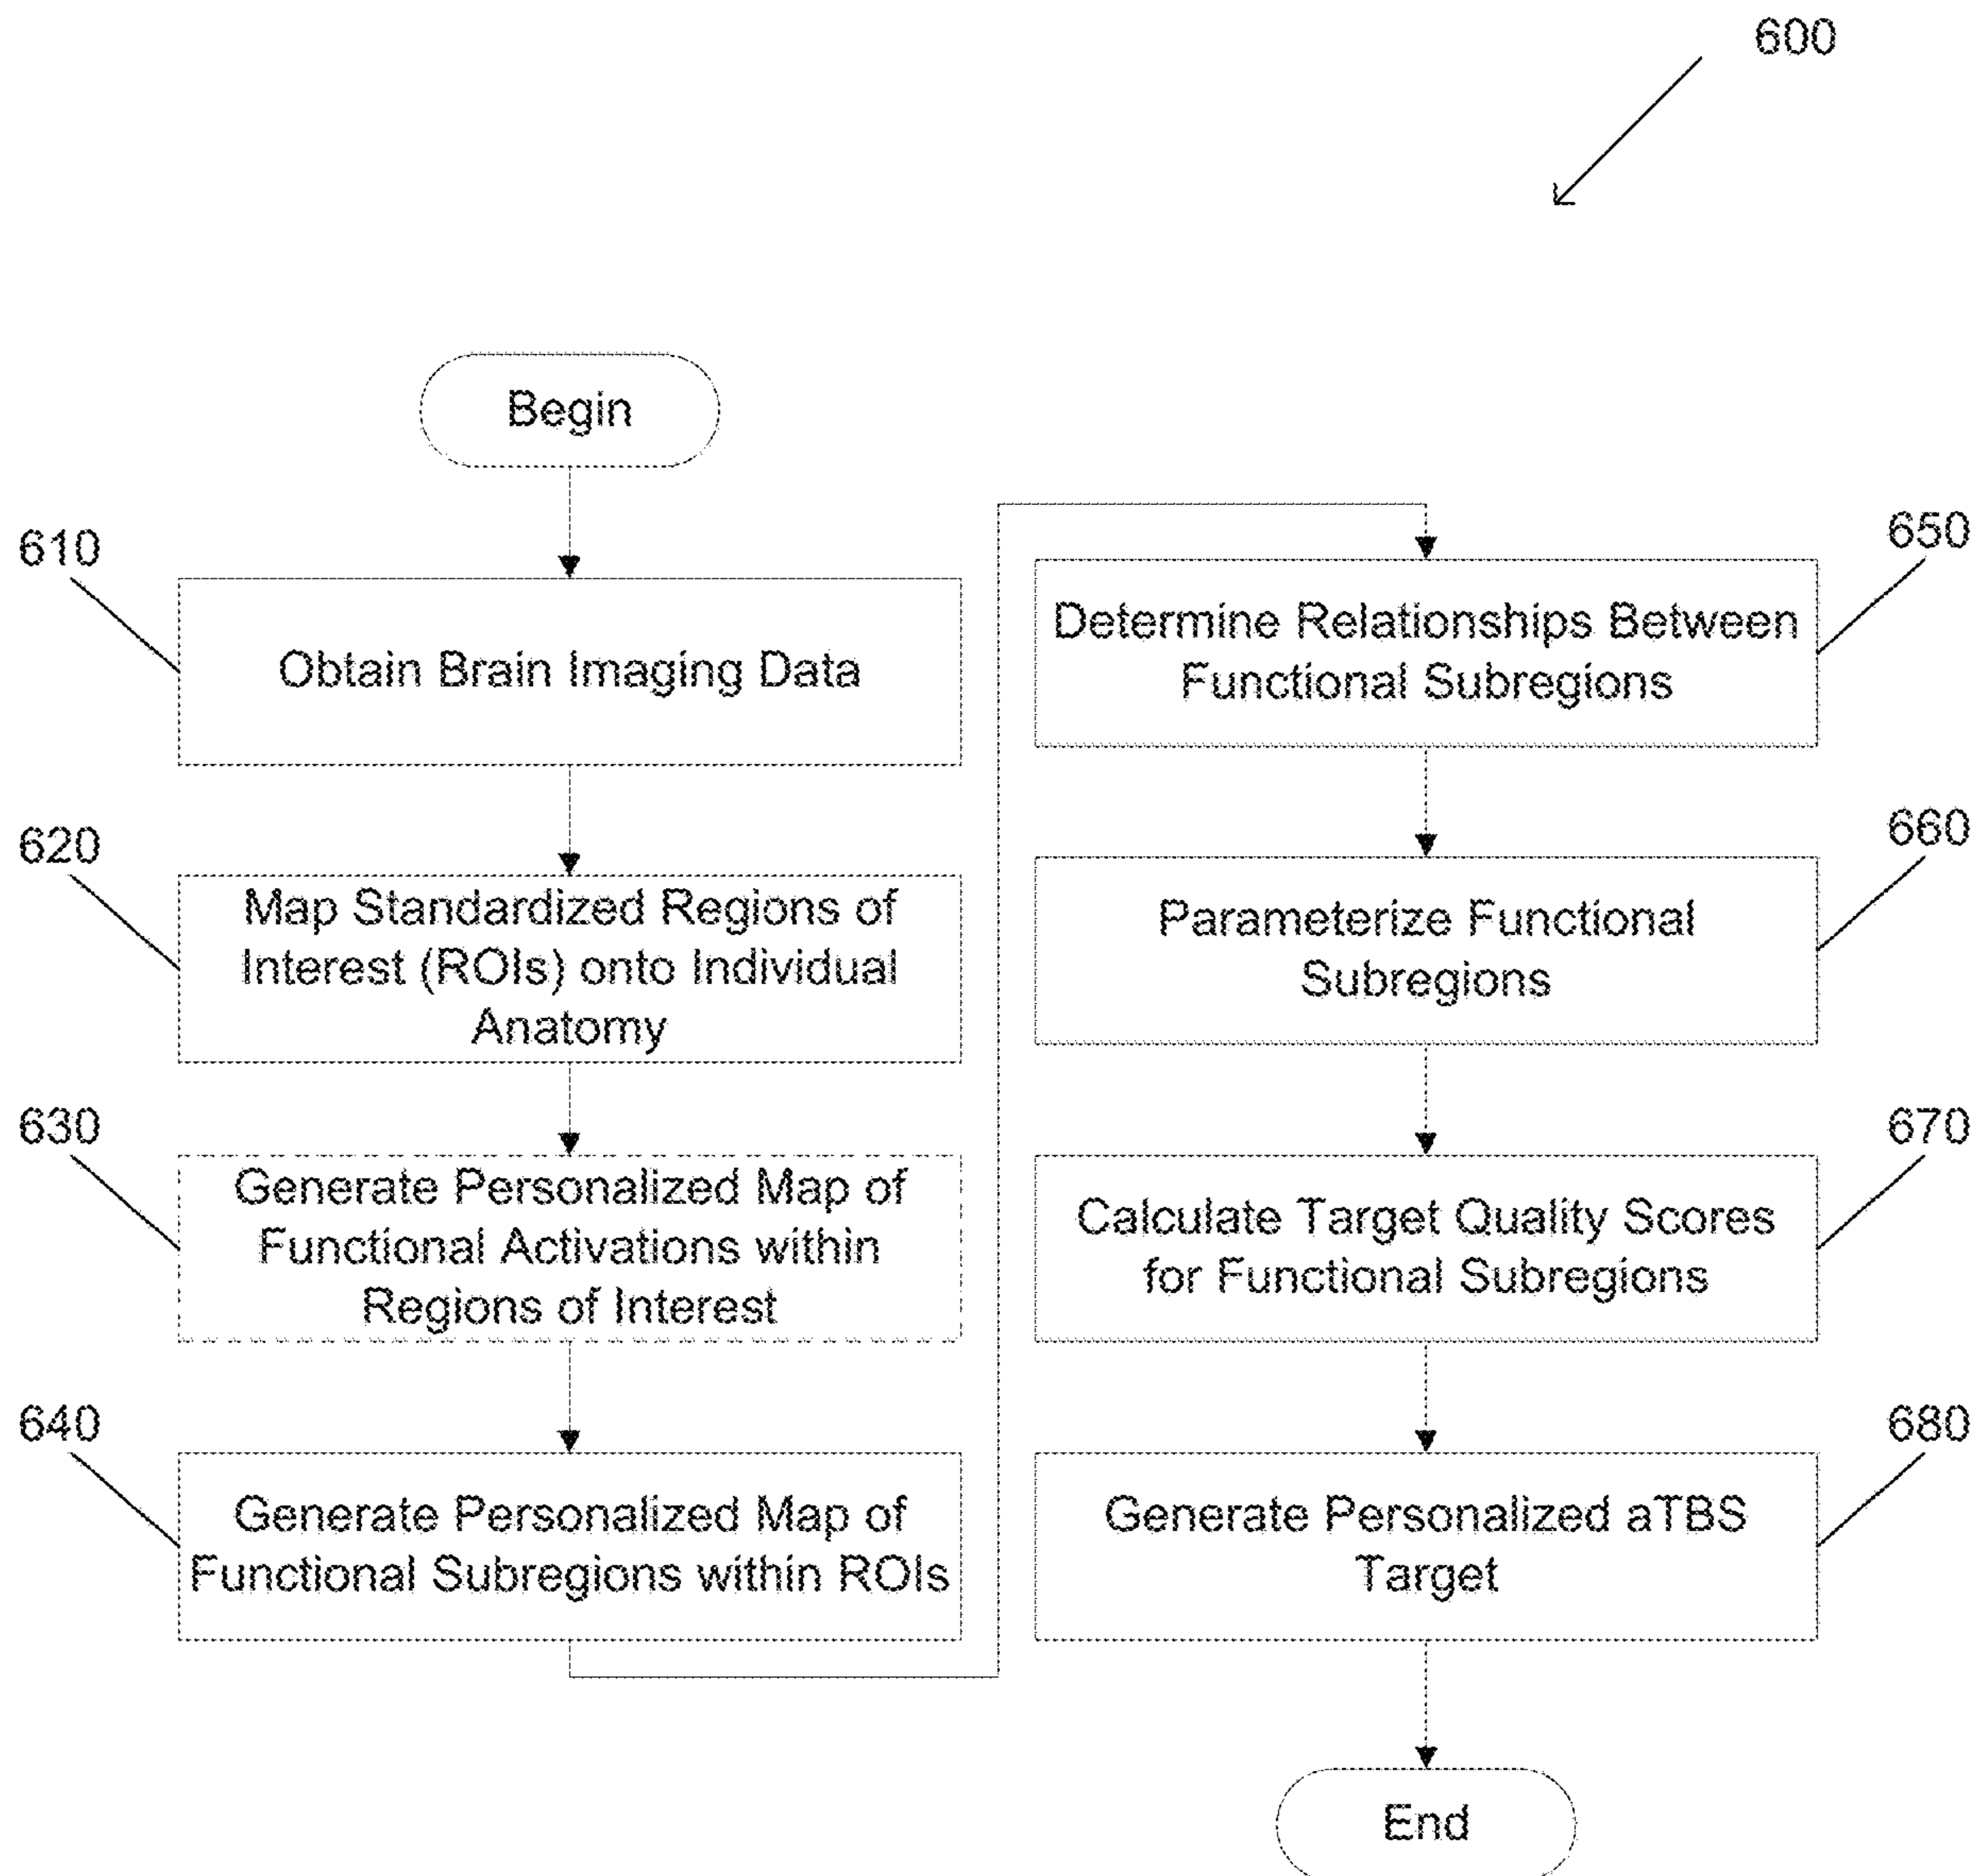 600
Begin
610
Obtain Brain Imaging Data
620
Map Standardized Regions of
Interest (ROIs) onto Individual
Anatomy
630
Generate Personalized Map of
Functional Activations within
Regions of Interest
640
Generate Personalized Map of
Functional Subregions within ROIs
650
Determine Relationships Between
Functional Subregions
660
Parameterize Functional
Subregions
670
Calculate Target Quality Scores
for Functional Subregions
680
Generate Personalized aTBS
Target
End